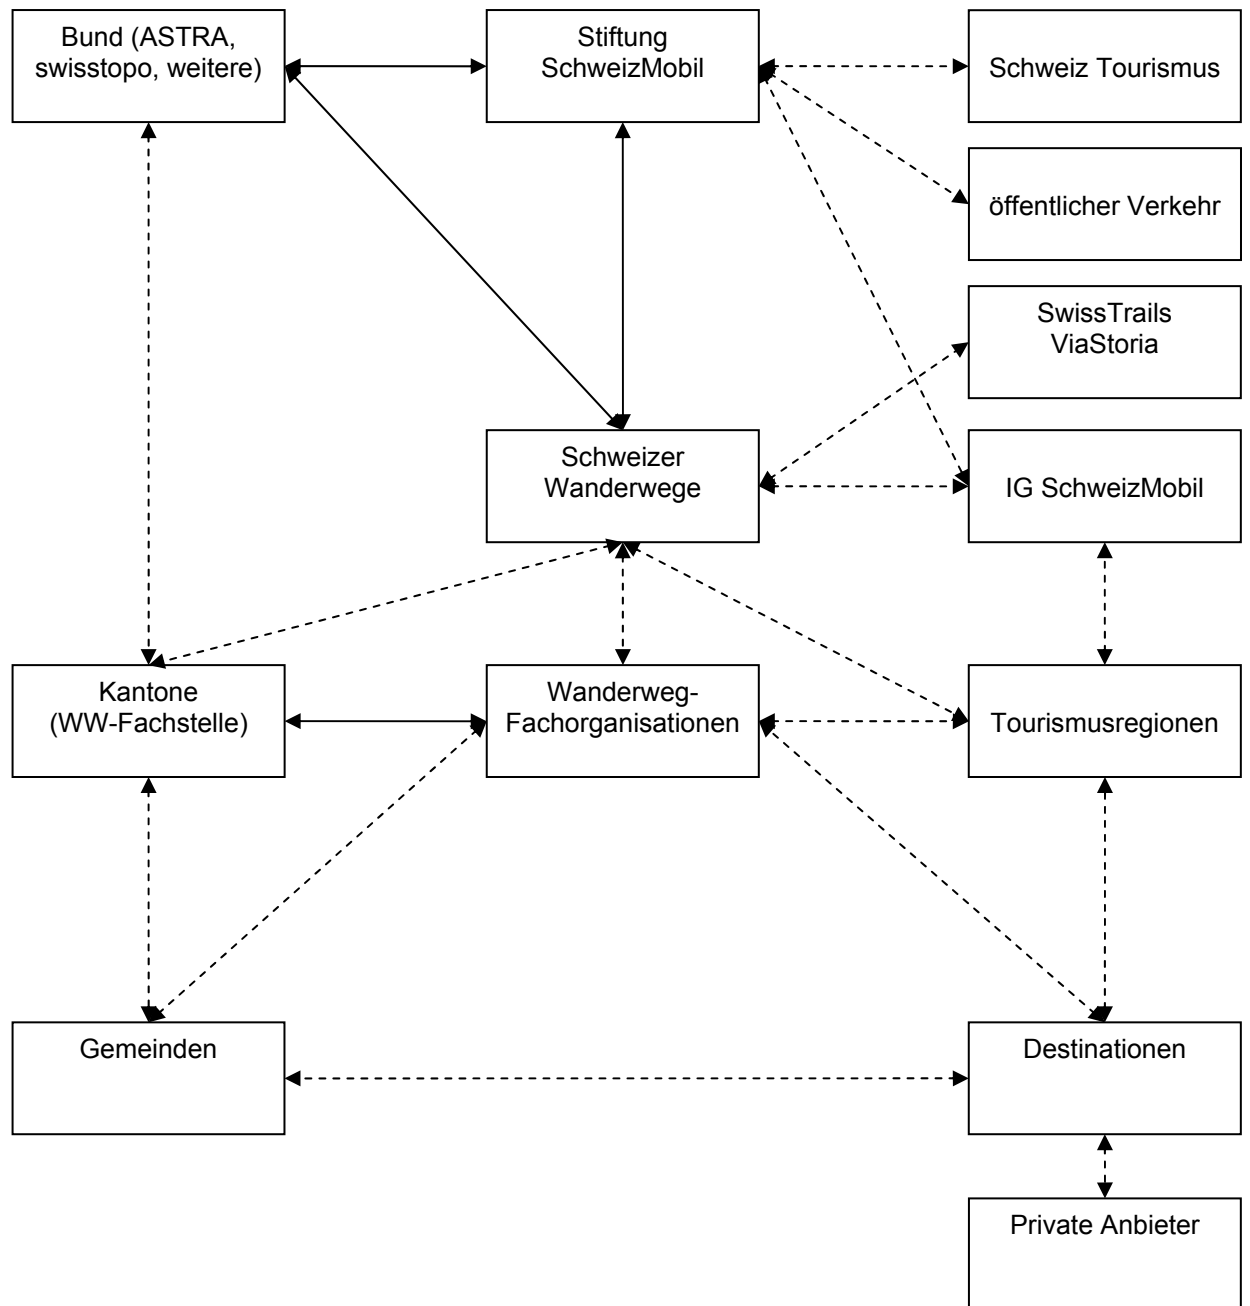 Bund (ASTRA,
swisstopo, weitere)
Stiftung
SchweizMobil
Schweiz Tourismus
öffentlicher Verkehr
SwissTrails
ViaStoria
Schweizer
Wanderwege
IG SchweizMobil
Kantone
(WW-Fachstelle)
Wanderweg-
Fachorganisationen
Tourismusregionen
Gemeinden
Destinationen
Private Anbieter